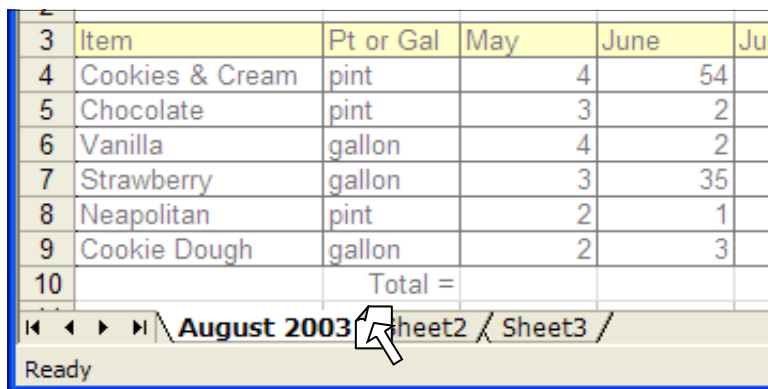 3 Item Pt or Gal May June Ju
4 Cookies & Cream pint 4 54
5 Chocolate pint 3 2
6 Vanilla gallon 4 2
7 Strawberry gallon 3 35
8 Neapolitan pint 2 1
9 Cookie Dough gallon 2 3
10 Total =
August 2003 heet2 Sheet3
Ready